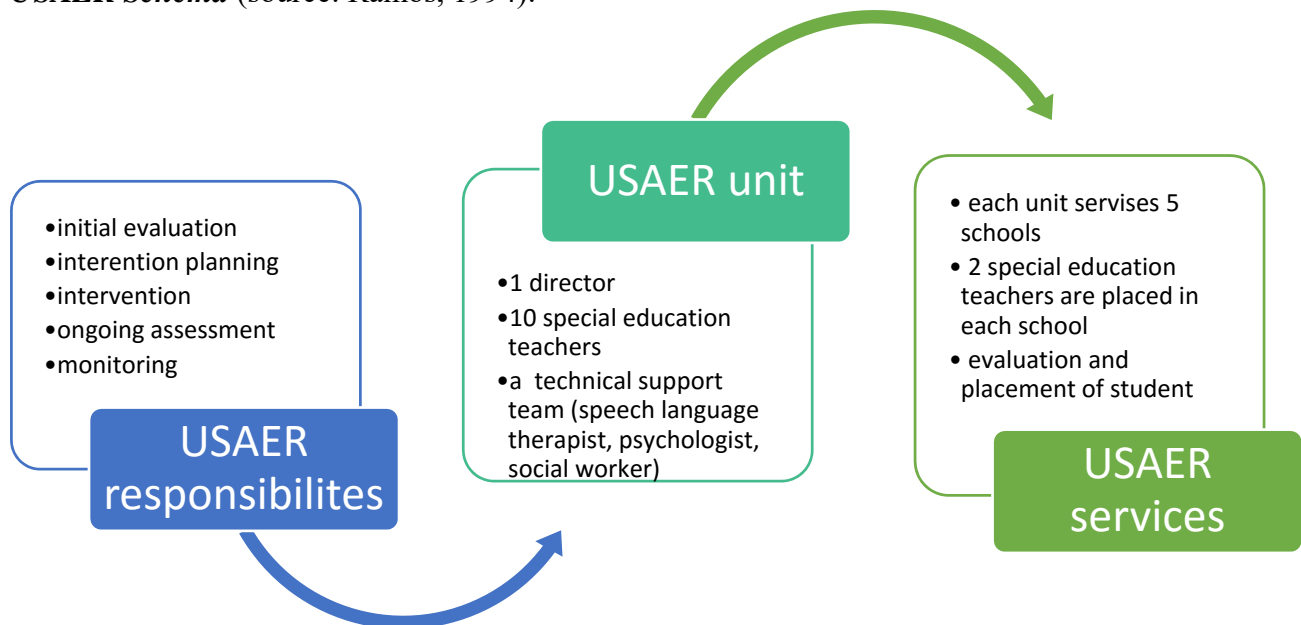 USAER Schema (source: Ramos, 1994).
•initial evaluation
•interention planning
•intervention
•ongoing assessment
•monitoring
USAER
responsibilites
USAER unit
•1 director
•10 special education
teachers
•a technical support
team (speech language
therapist, psychologist,
social worker)
• each unit servises 5
schools
• 2 special education
teachers are placed in
each school
• evaluation and
placement of student
USAER
services